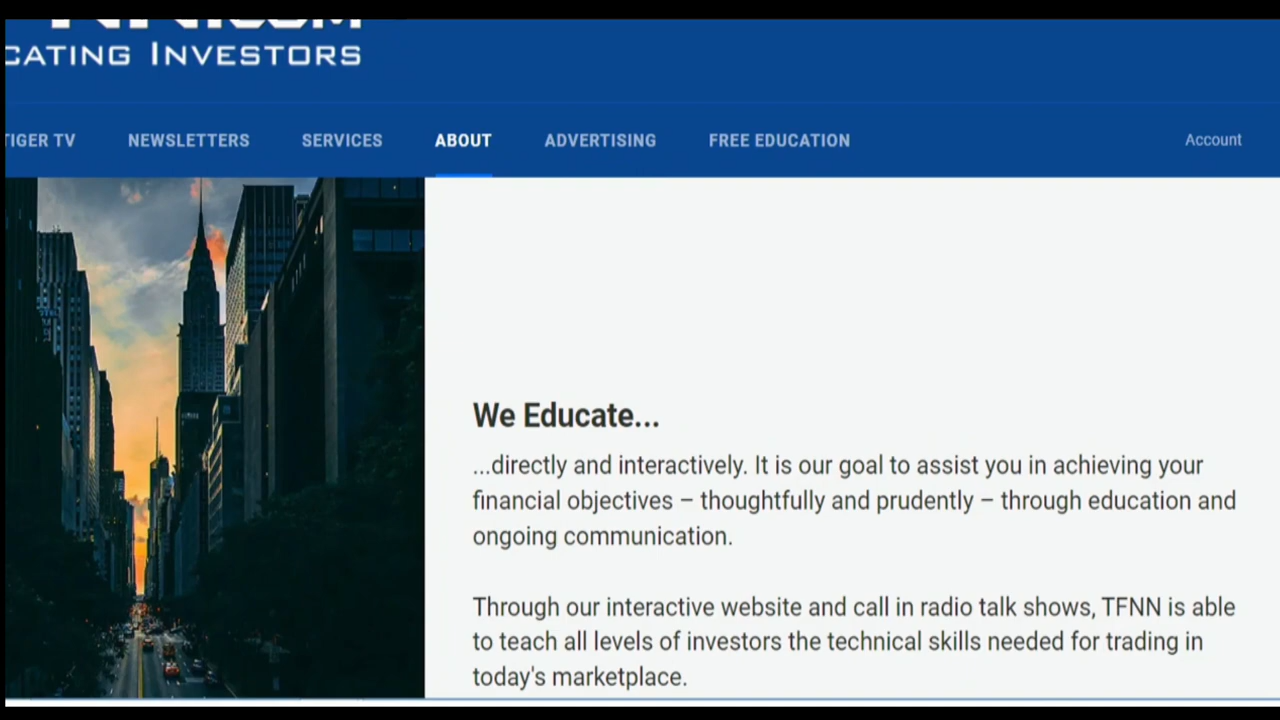 CATING INVESTORS
TIGER TV NEWSLETTERS SERVICES ABOUT ADVERTISING FREE EDUCATION Account
We Educate...
...directly and interactively. It is our goal to assist you in achieving your
financial objectives – thoughtfully and prudently – through education and
ongoing communication.
Through our interactive website and call in radio talk shows, TFNN is able
to teach all levels of investors the technical skills needed for trading in
today's marketplace.